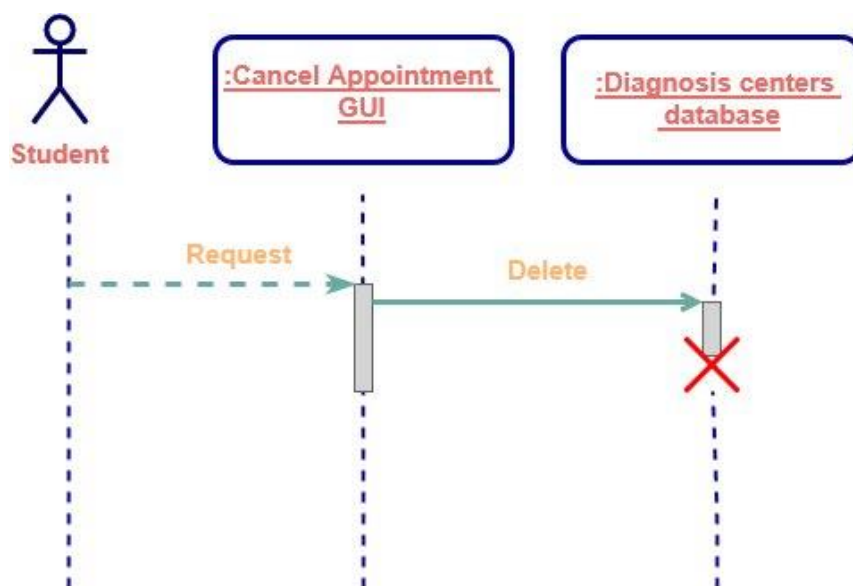 :Cancel Appointment
GUI
:Diagnosis centers
database
Student
Request
Delete